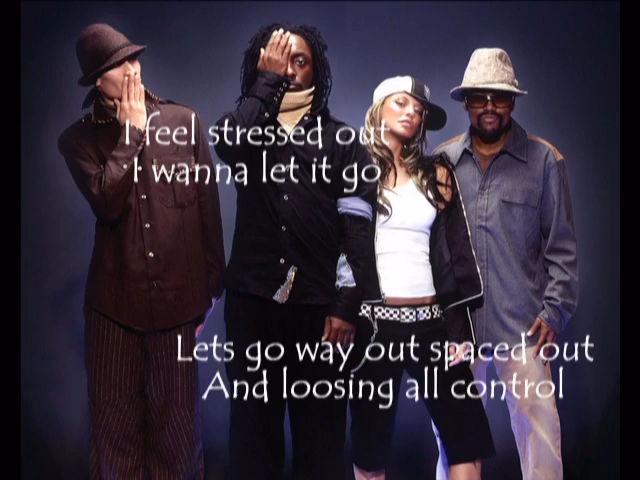 I feel stressed out
I wanna let it go
Lets go way out spaced out
And loosing all control